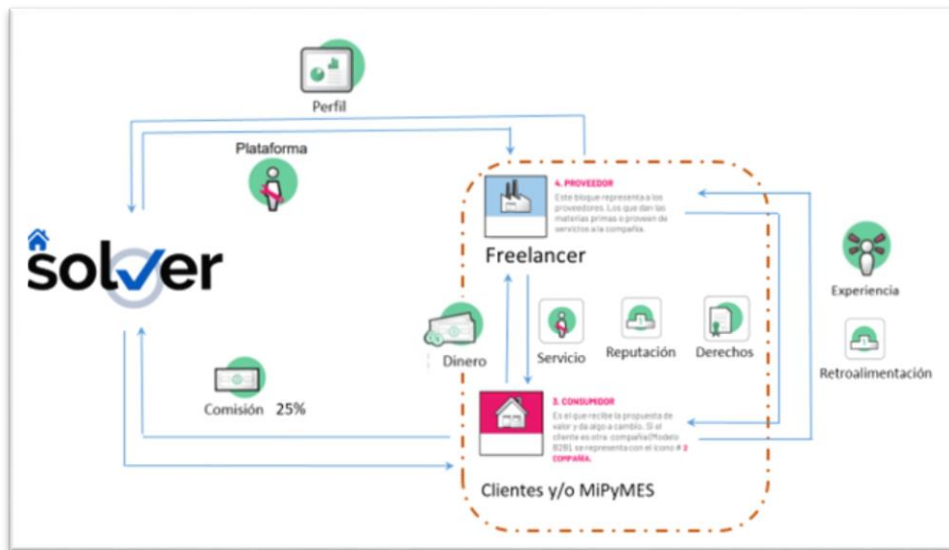 Perfil
Plataforma
solver
4. PROVEEDOR
Este bloque representa a los
proveedores. Los que dan las
materias primas o proveen de
servicios a la compañía.
Freelancer
Experiencia
Dinero
Servicio
Reputación
Derechos
Retroalimentación
Comisión 25%
3. CONSUMIDOR
Es el que recibe la propuesta de
valor y da algo a cambio. Si el
cliente es otra compañía (Modelo
B2B), se representa con el icono # 2
COMPAÑÍA.
Clientes y/o MiPyMES